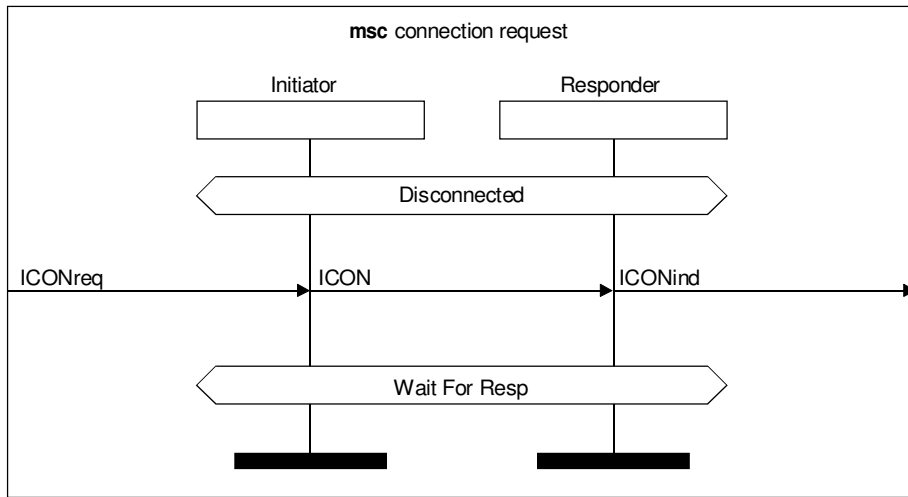 msc connection request
Initiator
Responder
Disconnected
ICONreq
ICON
ICONind
Wait For Resp